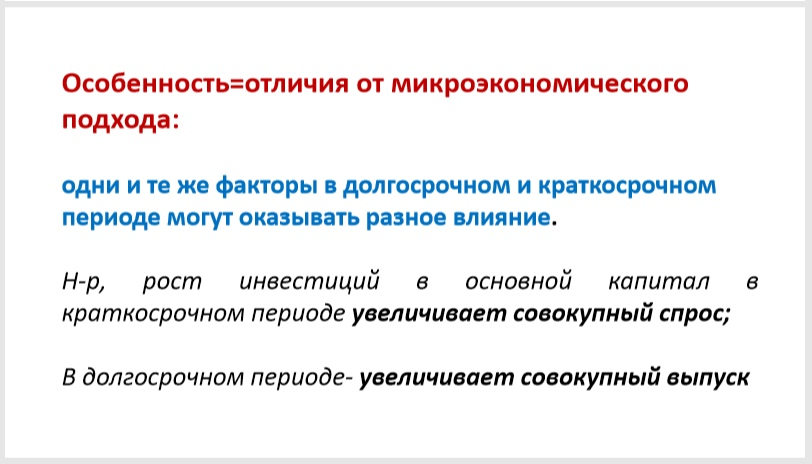 Особенность=отличия от микроэкономического
подхода:
одни и те же факторы в долгосрочном и краткосрочном
периоде могут оказывать разное влияние.
Н-р, рост инвестиций в основной капитал в
краткосрочном периоде увеличивает совокупный спрос;
В долгосрочном периоде- увеличивает совокупный выпуск